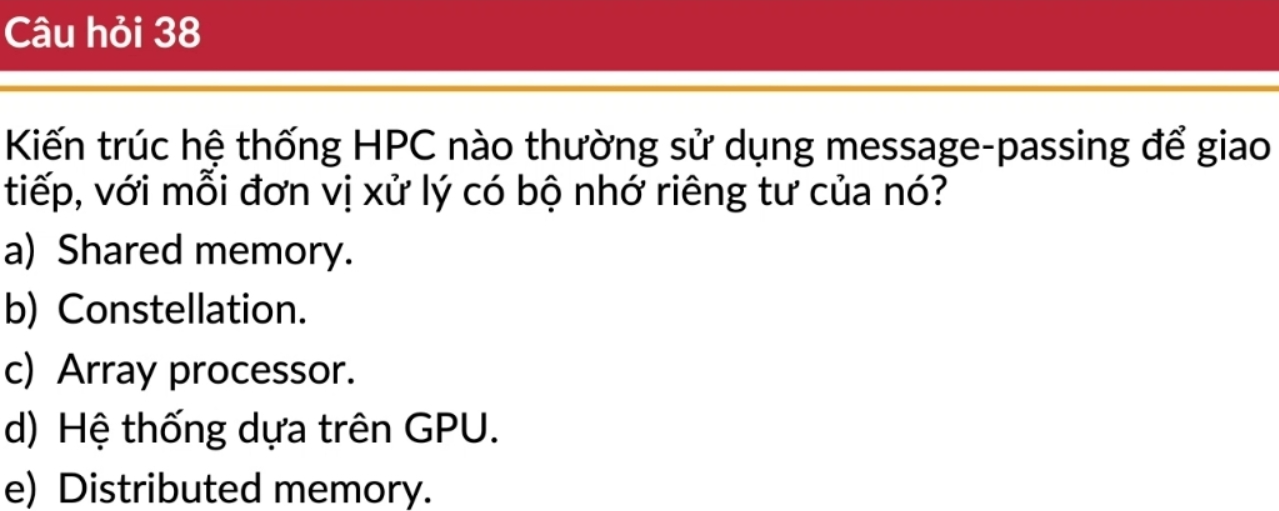 Câu hỏi 38
Kiến trúc hệ thống HPC nào thường sử dụng message-passing để giao
tiếp, với mỗi đơn vị xử lý có bộ nhớ riêng tư của nó?
a) Shared memory.
b) Constellation.
c) Array processor.
d) Hệ thống dựa trên GPU.
e) Distributed memory.